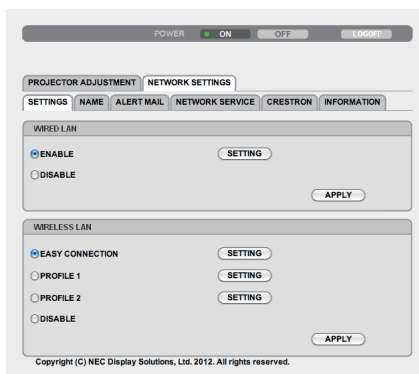 POWER ON OFF LOGOFF
PROJECTOR ADJUSTMENT NETWORK SETTINGS
SETTINGS NAME ALERT MAIL NETWORK SERVICE CRESTRON INFORMATION
WIRED LAN
ENABLE SETTING
DISABLE
APPLY
WIRELESS LAN
EASY CONNECTION SETTING
PROFILE 1 SETTING
PROFILE 2 SETTING
DISABLE
APPLY
Copyright (C) NEC Display Solutions, Ltd. 2012. All rights reserved.